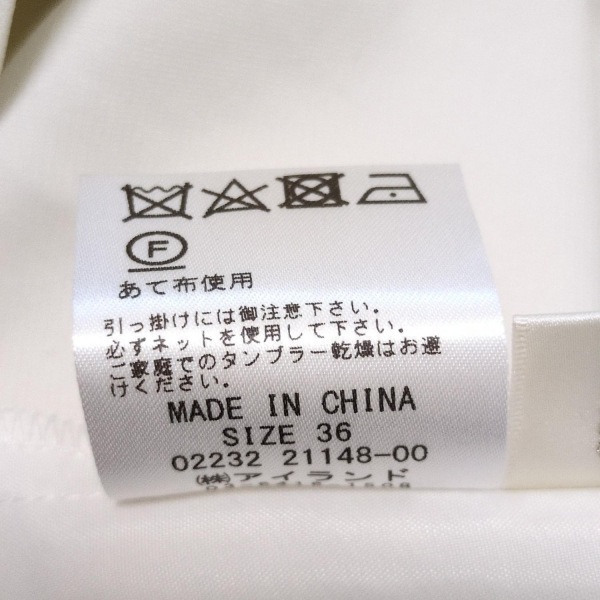 F
あて布使用
引っ掛けには御注意下さい。
必ずネットを使用して下さい。
ご家庭でのタンブラー乾燥はお避
けください。
MADE IN CHINA
SIZE 36
02232 21148-00
㈱アイランド